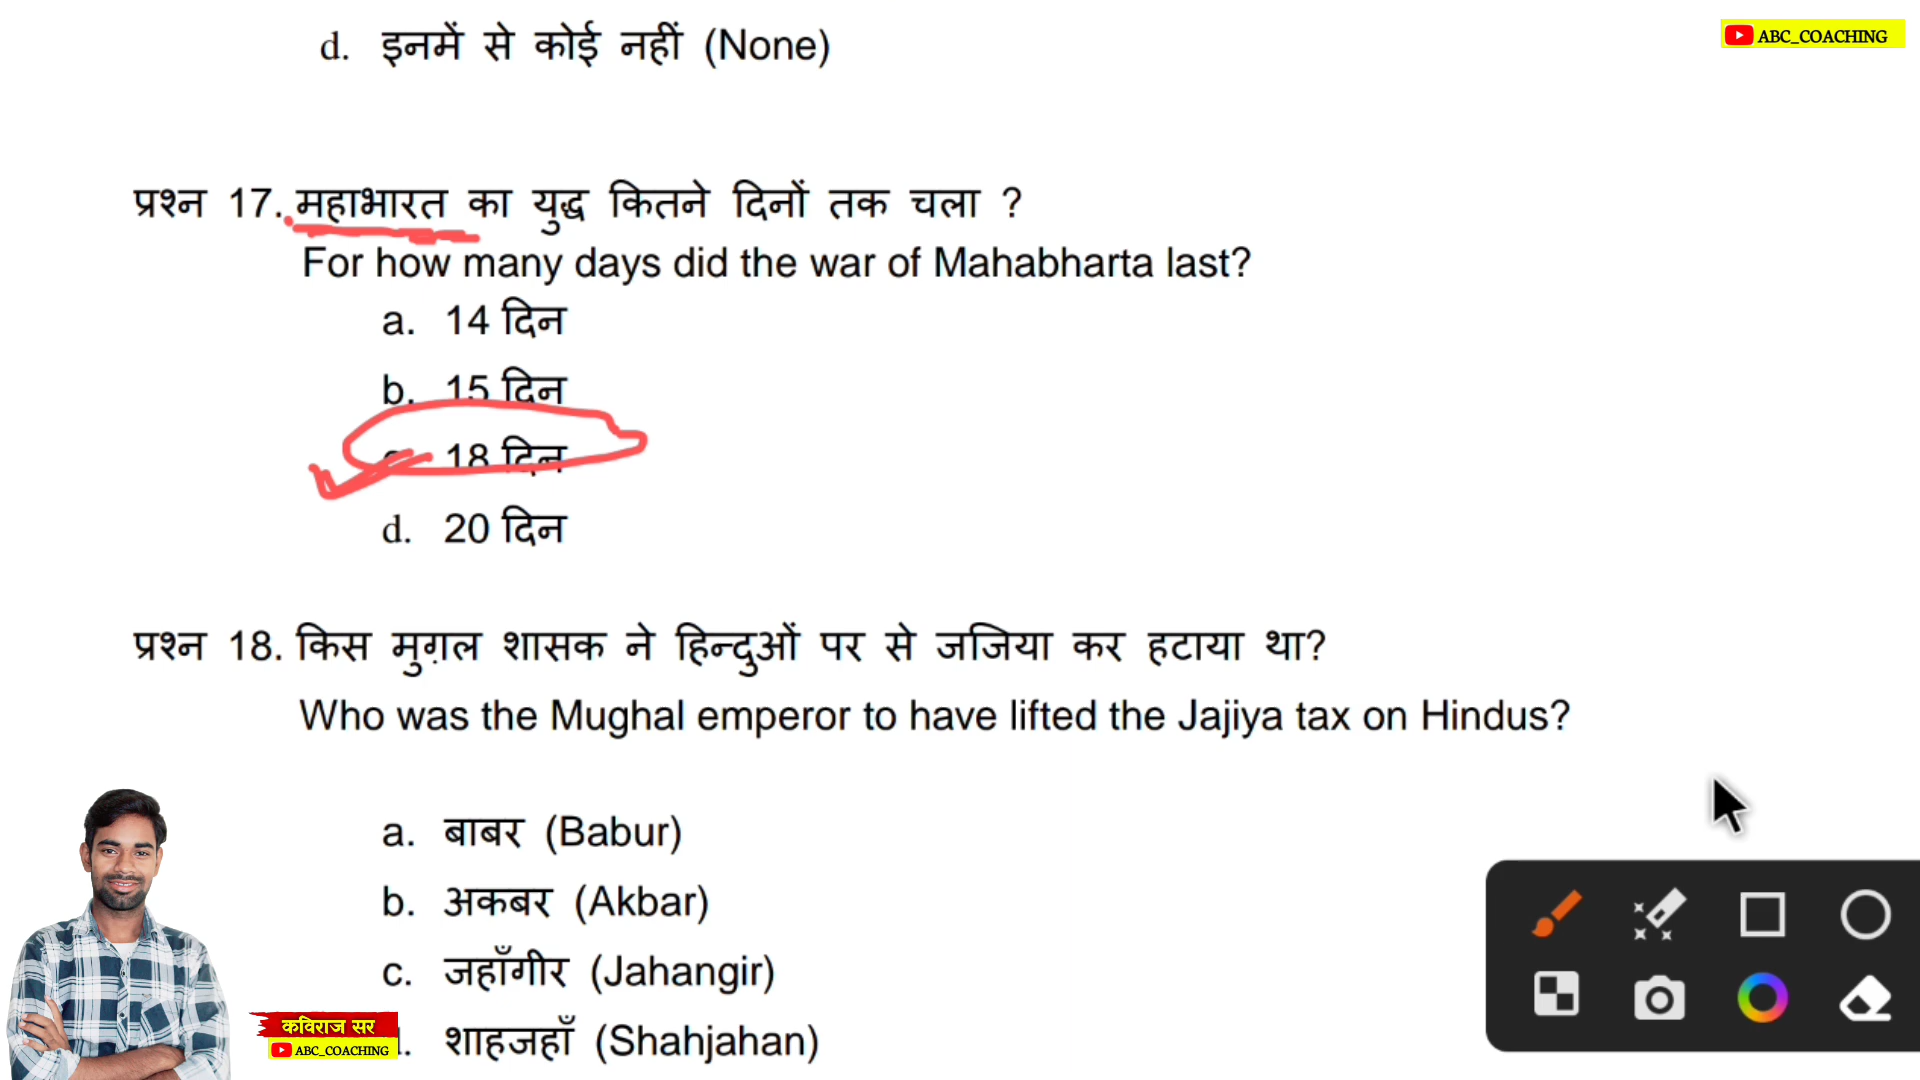 d. इनमें से कोई नहीं (None)
ABC_COACHING
प्रश्न 17. महाभारत का युद्ध कितने दिनों तक चला ?
For how many days did the war of Mahabharta last?
a. 14 दिन
b. 15 दिन
c. 18 दिन
d. 20 दिन
प्रश्न 18. किस मुग़ल शासक ने हिन्दुओं पर से जजिया कर हटाया था?
Who was the Mughal emperor to have lifted the Jajiya tax on Hindus?
a. बाबर (Babur)
b. अकबर (Akbar)
c. जहाँगीर (Jahangir)
शाहजहाँ (Shahjahan)
कविराज सर
ABC_COACHING